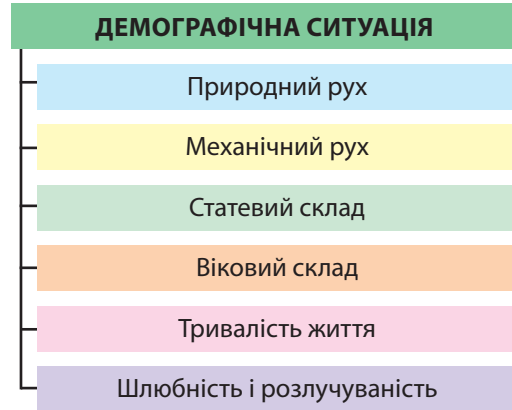 ДЕМОГРАФІЧНА СИТУАЦІЯ
Природний рух
Механічний рух
Статевий склад
Віковий склад
Тривалість життя
Шлюбність і розлучуваність